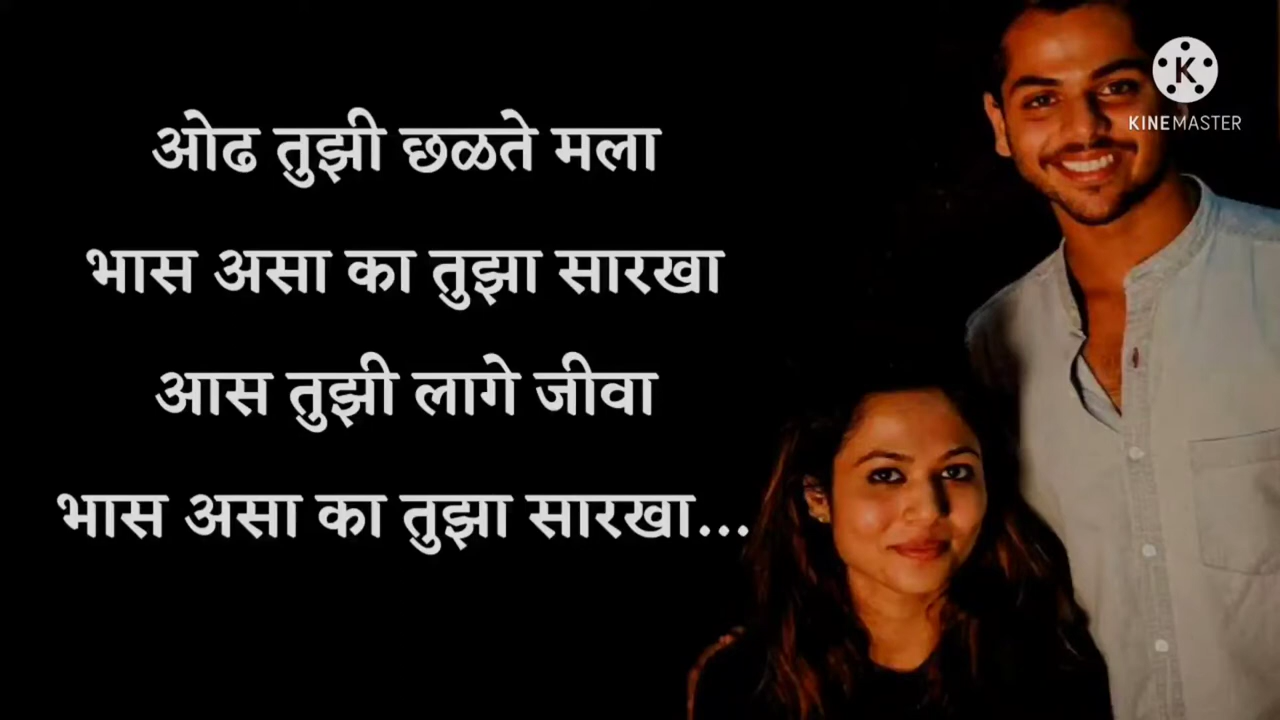 ओढ तुझी छळते मला
भास असा का तुझा सारखा
आस तुझी लागे जीवा
भास असा का तुझा सारखा...
K
KINEMASTER